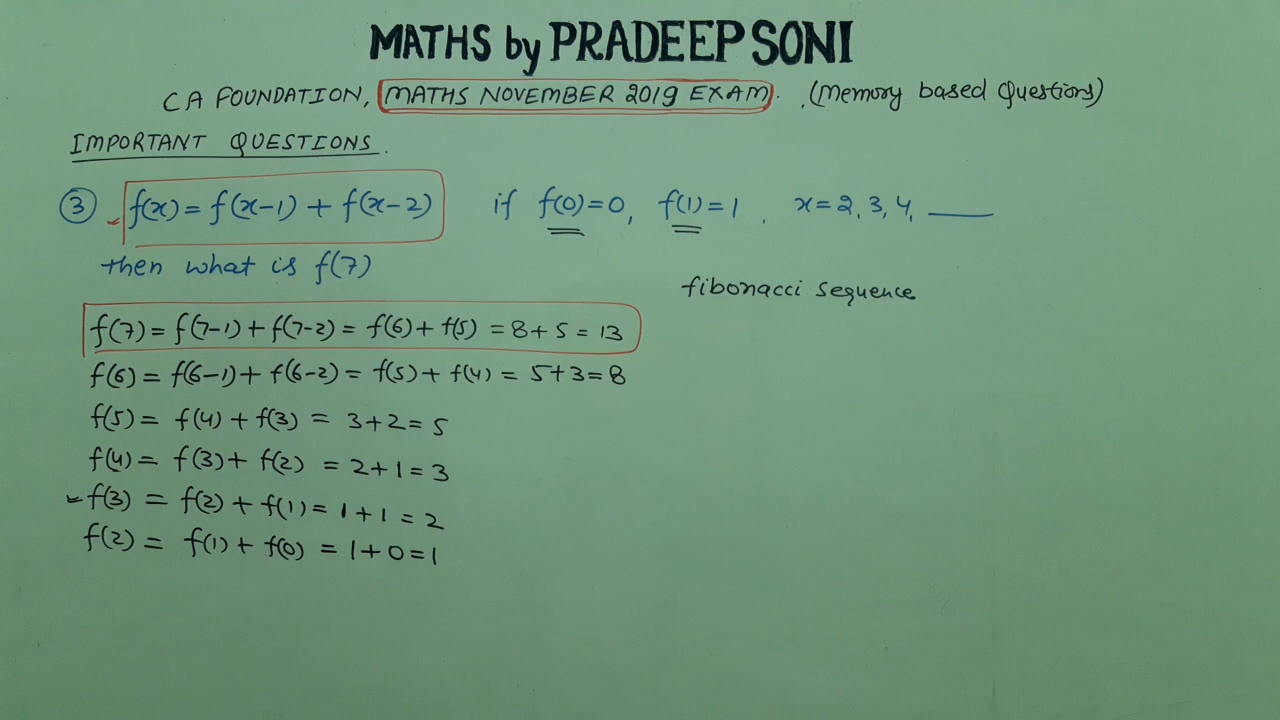 MATHS by PRADEEP SONI
CA FOUNDATION, MATHS NOVEMBER 2019 EXAM. (Memory based Questions)
IMPORTANT QUESTIONS.
③ f(x) = f(x-1) + f(x-2) if f(0)=0, f(1)=1, x=2,3,4, ___
then what is f(7)
fibonacci sequence
f(7) = f(7-1) + f(7-2) = f(6) + f(5) = 8+5 = 13
f(6) = f(6-1) + f(6-2) = f(5) + f(4) = 5+3=8
f(5) = f(4) + f(3) = 3+2=5
f(4) = f(3) + f(2) = 2+1=3
f(3) = f(2) + f(1) = 1+1=2
f(2) = f(1) + f(0) = 1+0=1